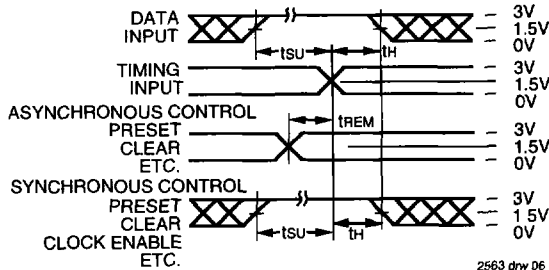 DATA
INPUT
3V
1.5V
0V
tSU
tH
TIMING
INPUT
3V
1.5V
0V
ASYNCHRONOUS CONTROL
PRESET
CLEAR
ETC.
tREM
3V
1.5V
0V
SYNCHRONOUS CONTROL
PRESET
CLEAR
CLOCK ENABLE
ETC.
3V
1 5V
0V
tSU
tH
2563 drw 06